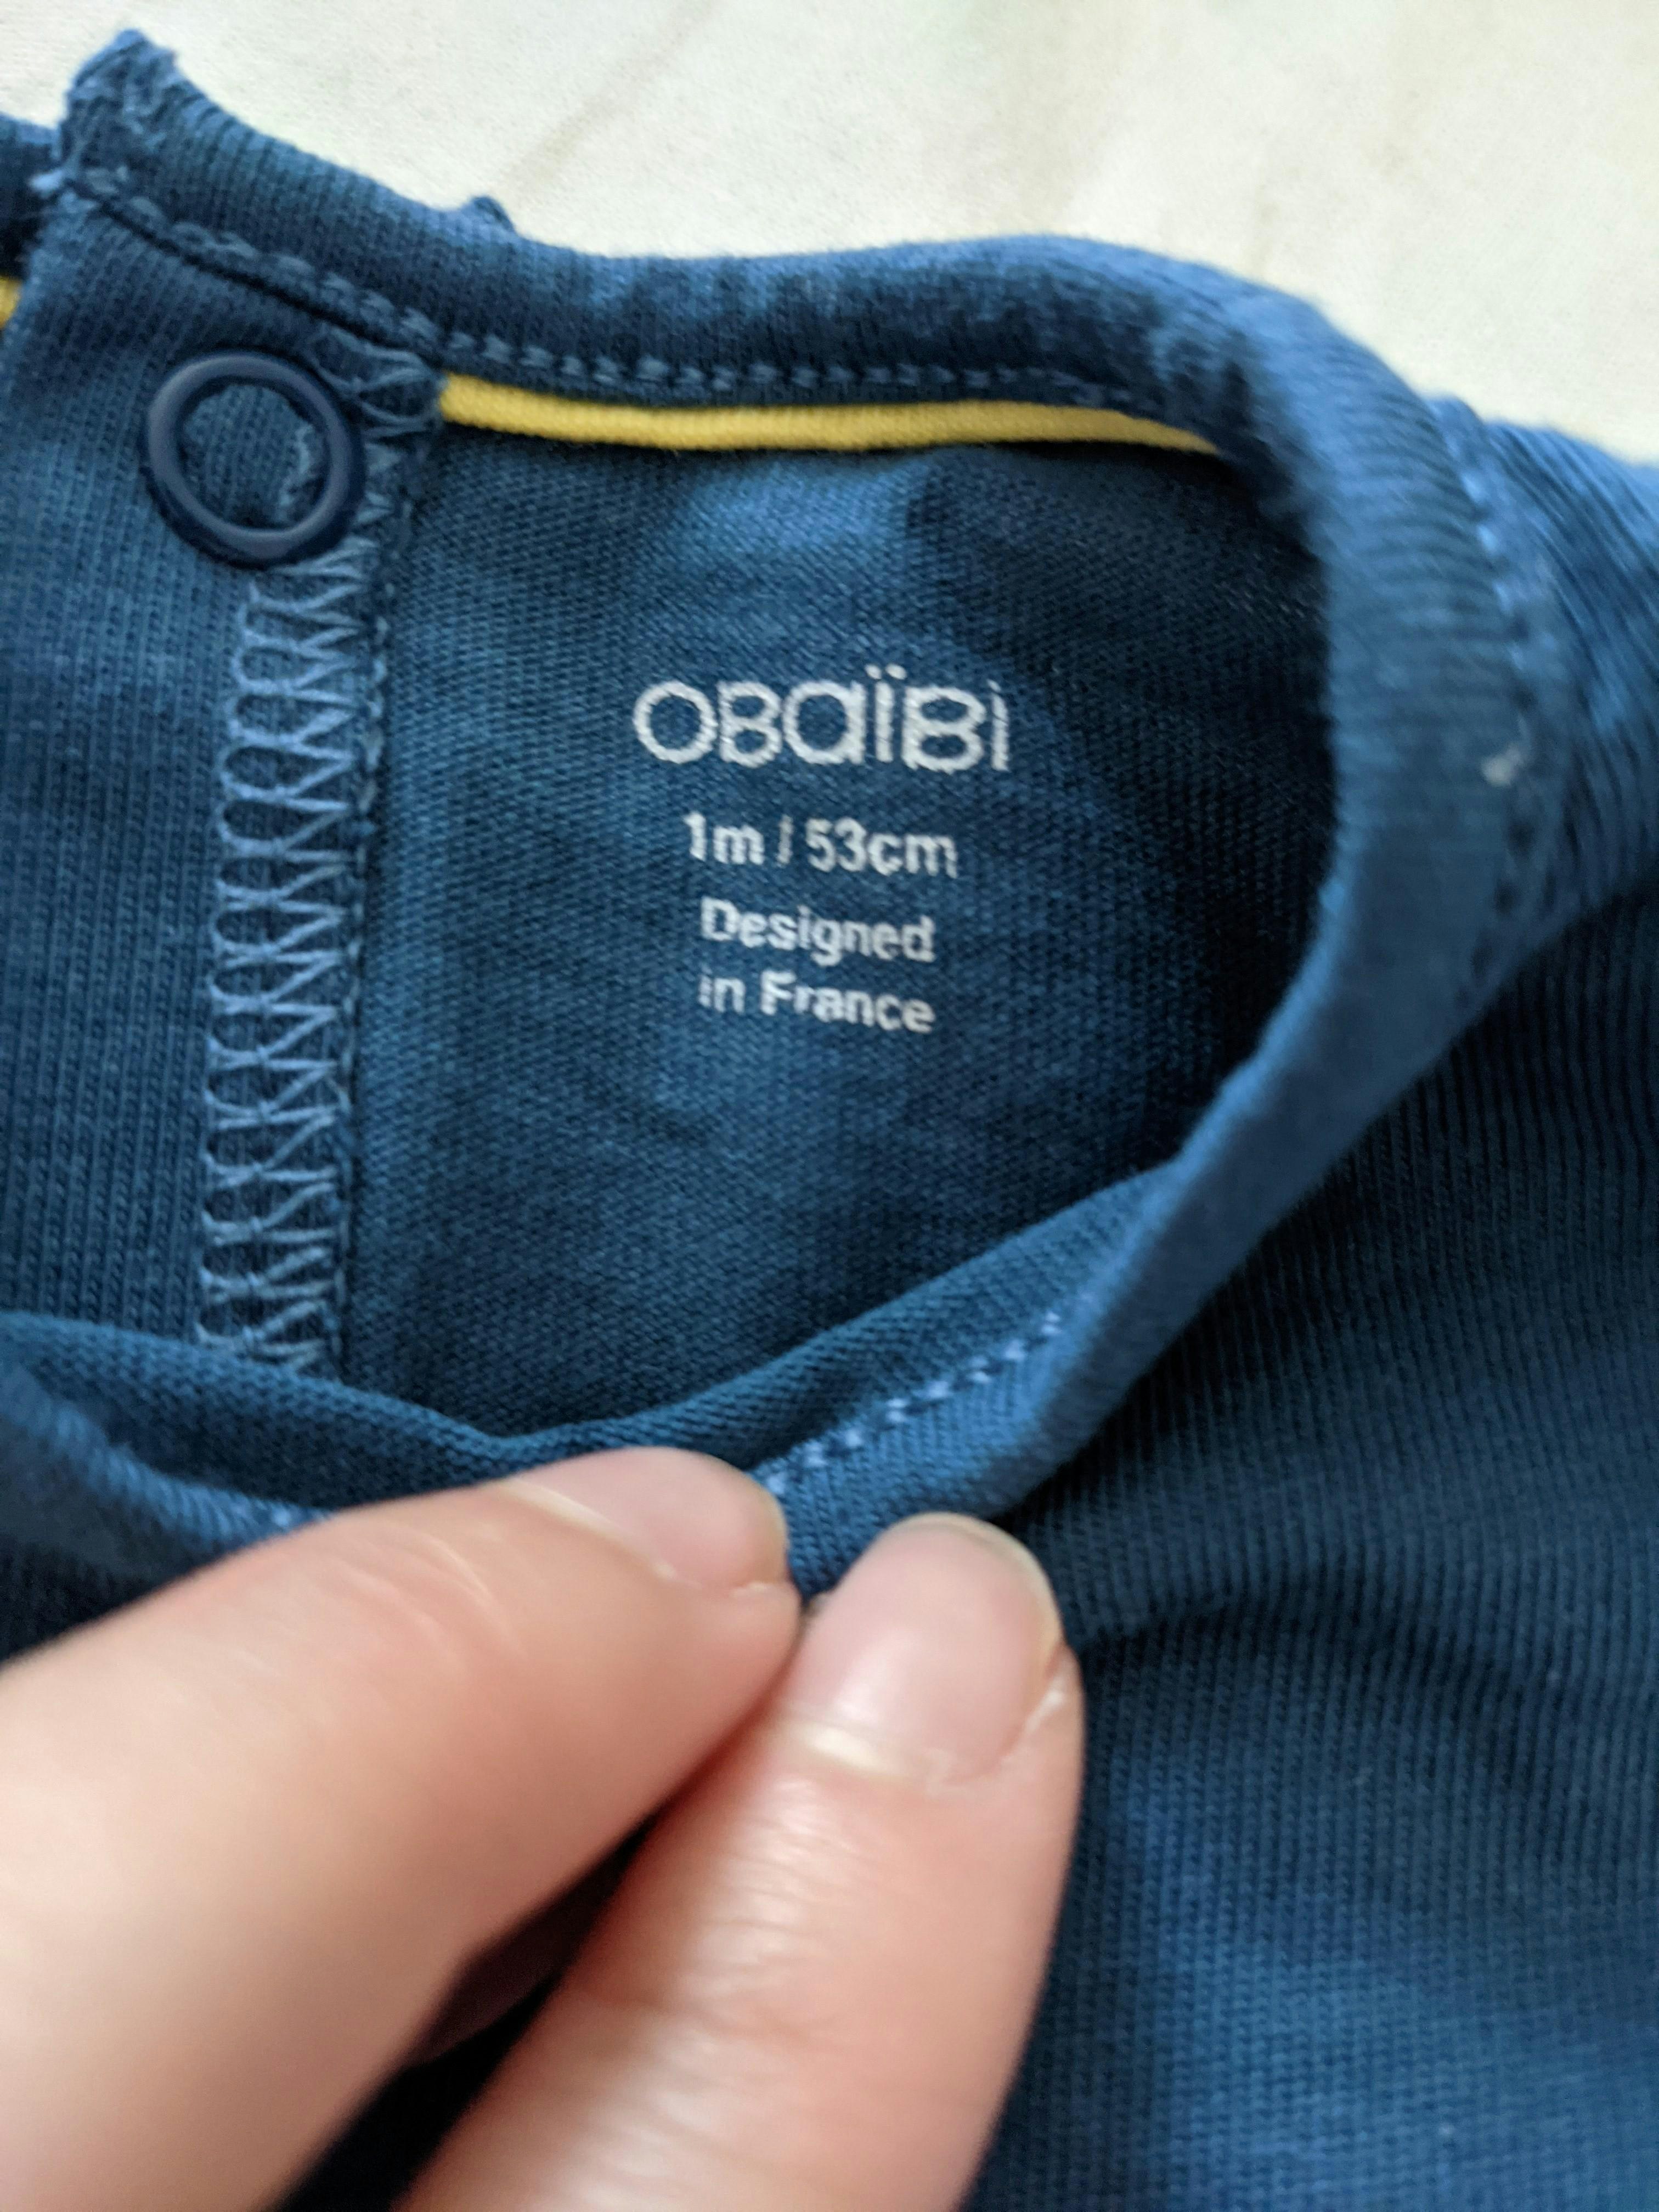 OBaïBi
1m / 53cm
Designed
in France